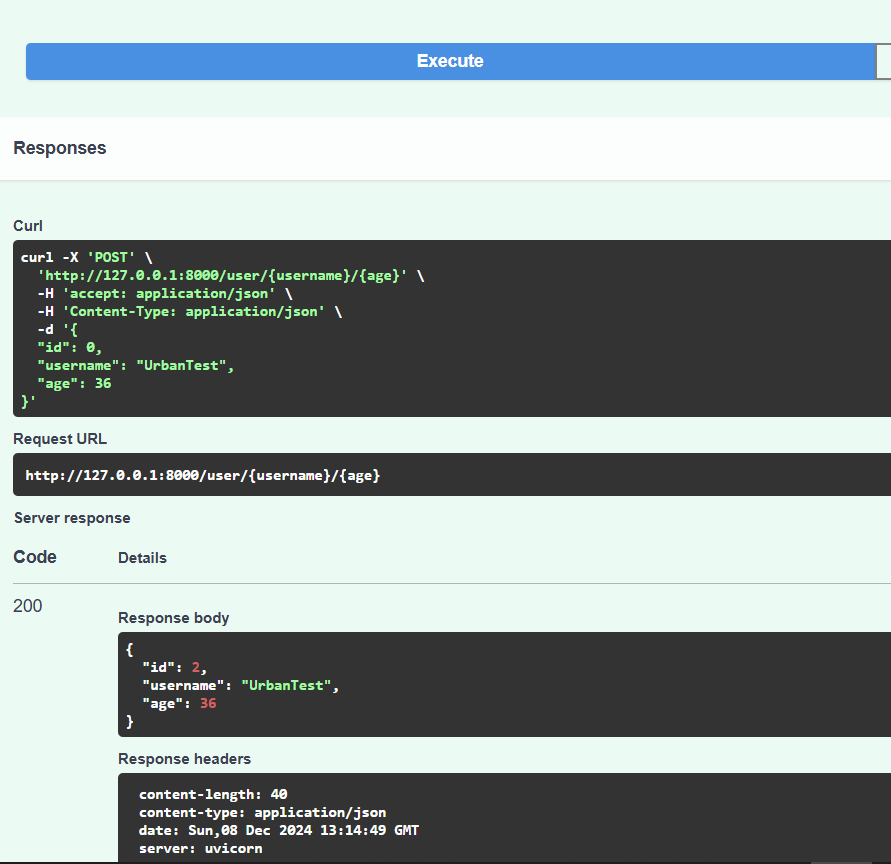 Execute
Responses
Curl
curl -X 'POST' \
'http://127.0.0.1:8000/user/{username}/{age}' \
-H 'accept: application/json' \
-H 'Content-Type: application/json' \
-d '{
"id": 0,
"username": "UrbanTest",
"age": 36
}'
Request URL
http://127.0.0.1:8000/user/{username}/{age}
Server response
Code Details
200
Response body
{
"id": 2,
"username": "UrbanTest",
"age": 36
}
Response headers
content-length: 40
content-type: application/json
date: Sun,08 Dec 2024 13:14:49 GMT
server: uvicorn